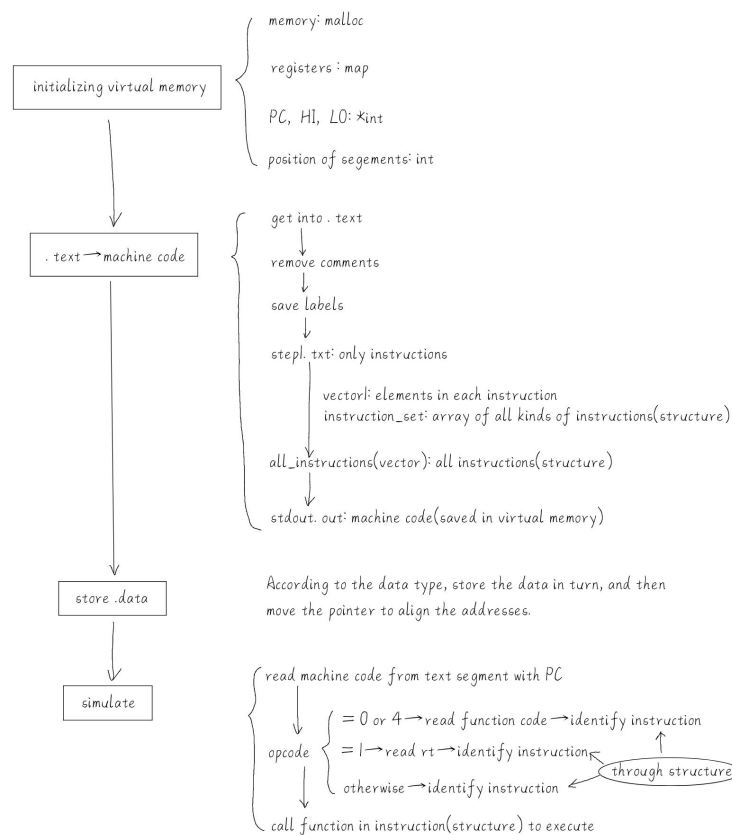 memory: malloc
initializing virtual memory
registers: map
PC, HI, LO: *int
position of segements: int
get into .text
.text→machine code
remove comments
save labels
step1.txt: only instructions
vector1: elements in each instruction
instruction_set: array of all kinds of instructions(structure)
all_instructions(vector): all instructions(structure)
stdout.out: machine code(saved in virtual memory)
store .data
According to the data type, store the data in turn, and then
move the pointer to align the addresses.
simulate
read machine code from text segment with PC
opcode
= 0 or 4→read function code→identify instruction
= 1→read rt→identify instruction
otherwise→identify instruction
through structure
call function in instruction(structure) to execute